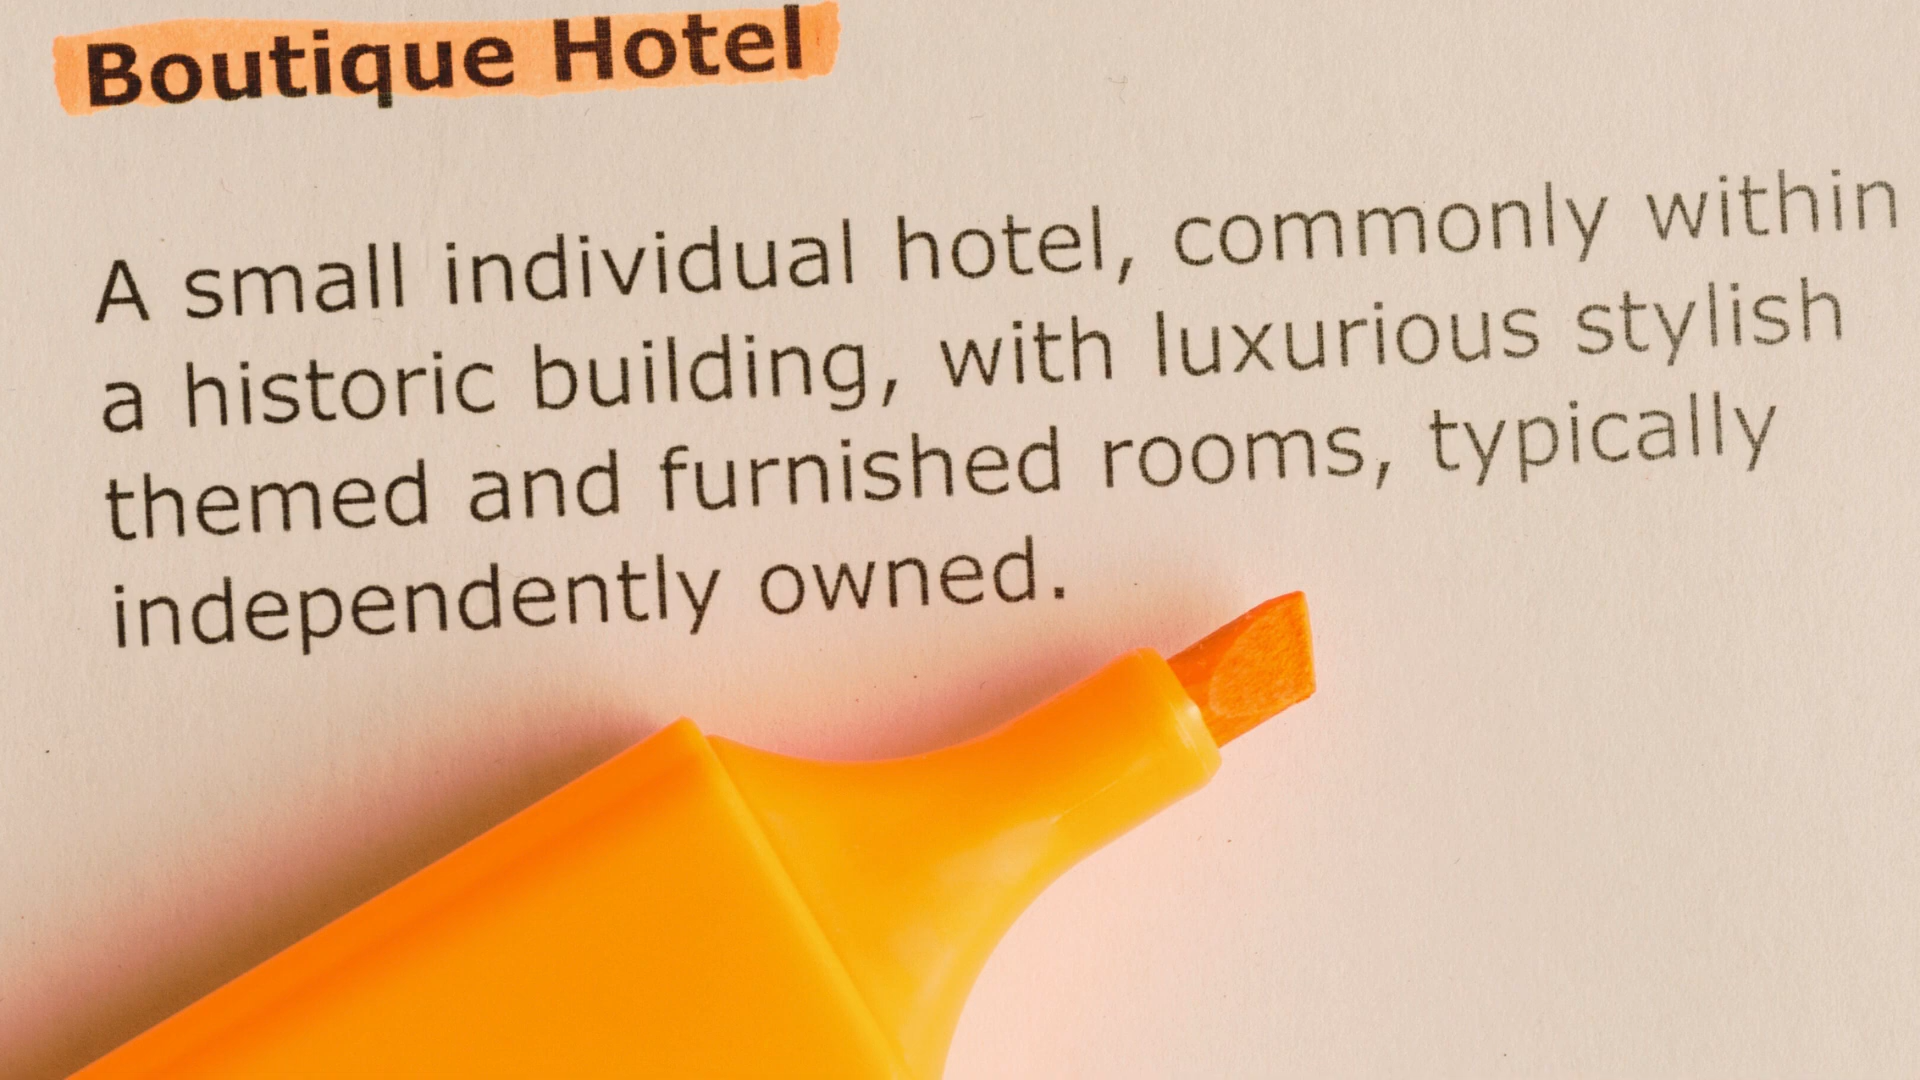 Boutique Hotel
A small individual hotel, commonly within
a historic building, with luxurious stylish
themed and furnished rooms, typically
independently owned.